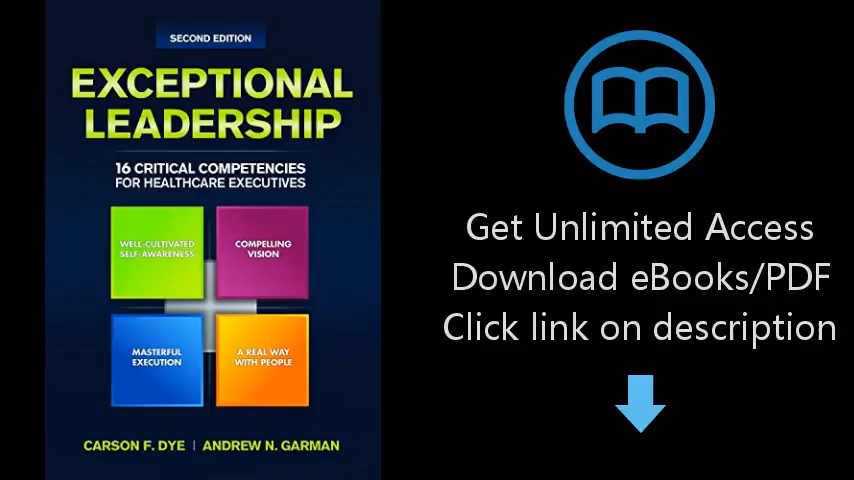 SECOND EDITION
EXCEPTIONAL
LEADERSHIP
16 CRITICAL COMPETENCIES
FOR HEALTHCARE EXECUTIVES
WELL-CULTIVATED
SELF-AWARENESS
COMPELLING
VISION
MASTERFUL
EXECUTION
A REAL WAY
WITH PEOPLE
CARSON F. DYE | ANDREW N. GARMAN
Get Unlimited Access
Download eBooks/PDF
Click link on description